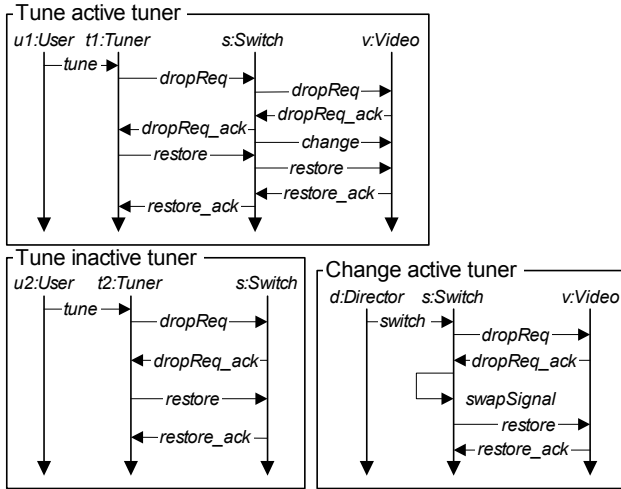 Tune active tuner
u1:User t1:Tuner s:Switch v:Video
tune
dropReq
dropReq
dropReq_ack
dropReq_ack
change
restore
restore
restore_ack
restore_ack
Tune inactive tuner
u2:User t2:Tuner s:Switch
tune
dropReq
dropReq_ack
restore
restore_ack
Change active tuner
d:Director s:Switch v:Video
switch
dropReq
dropReq_ack
swapSignal
restore
restore_ack